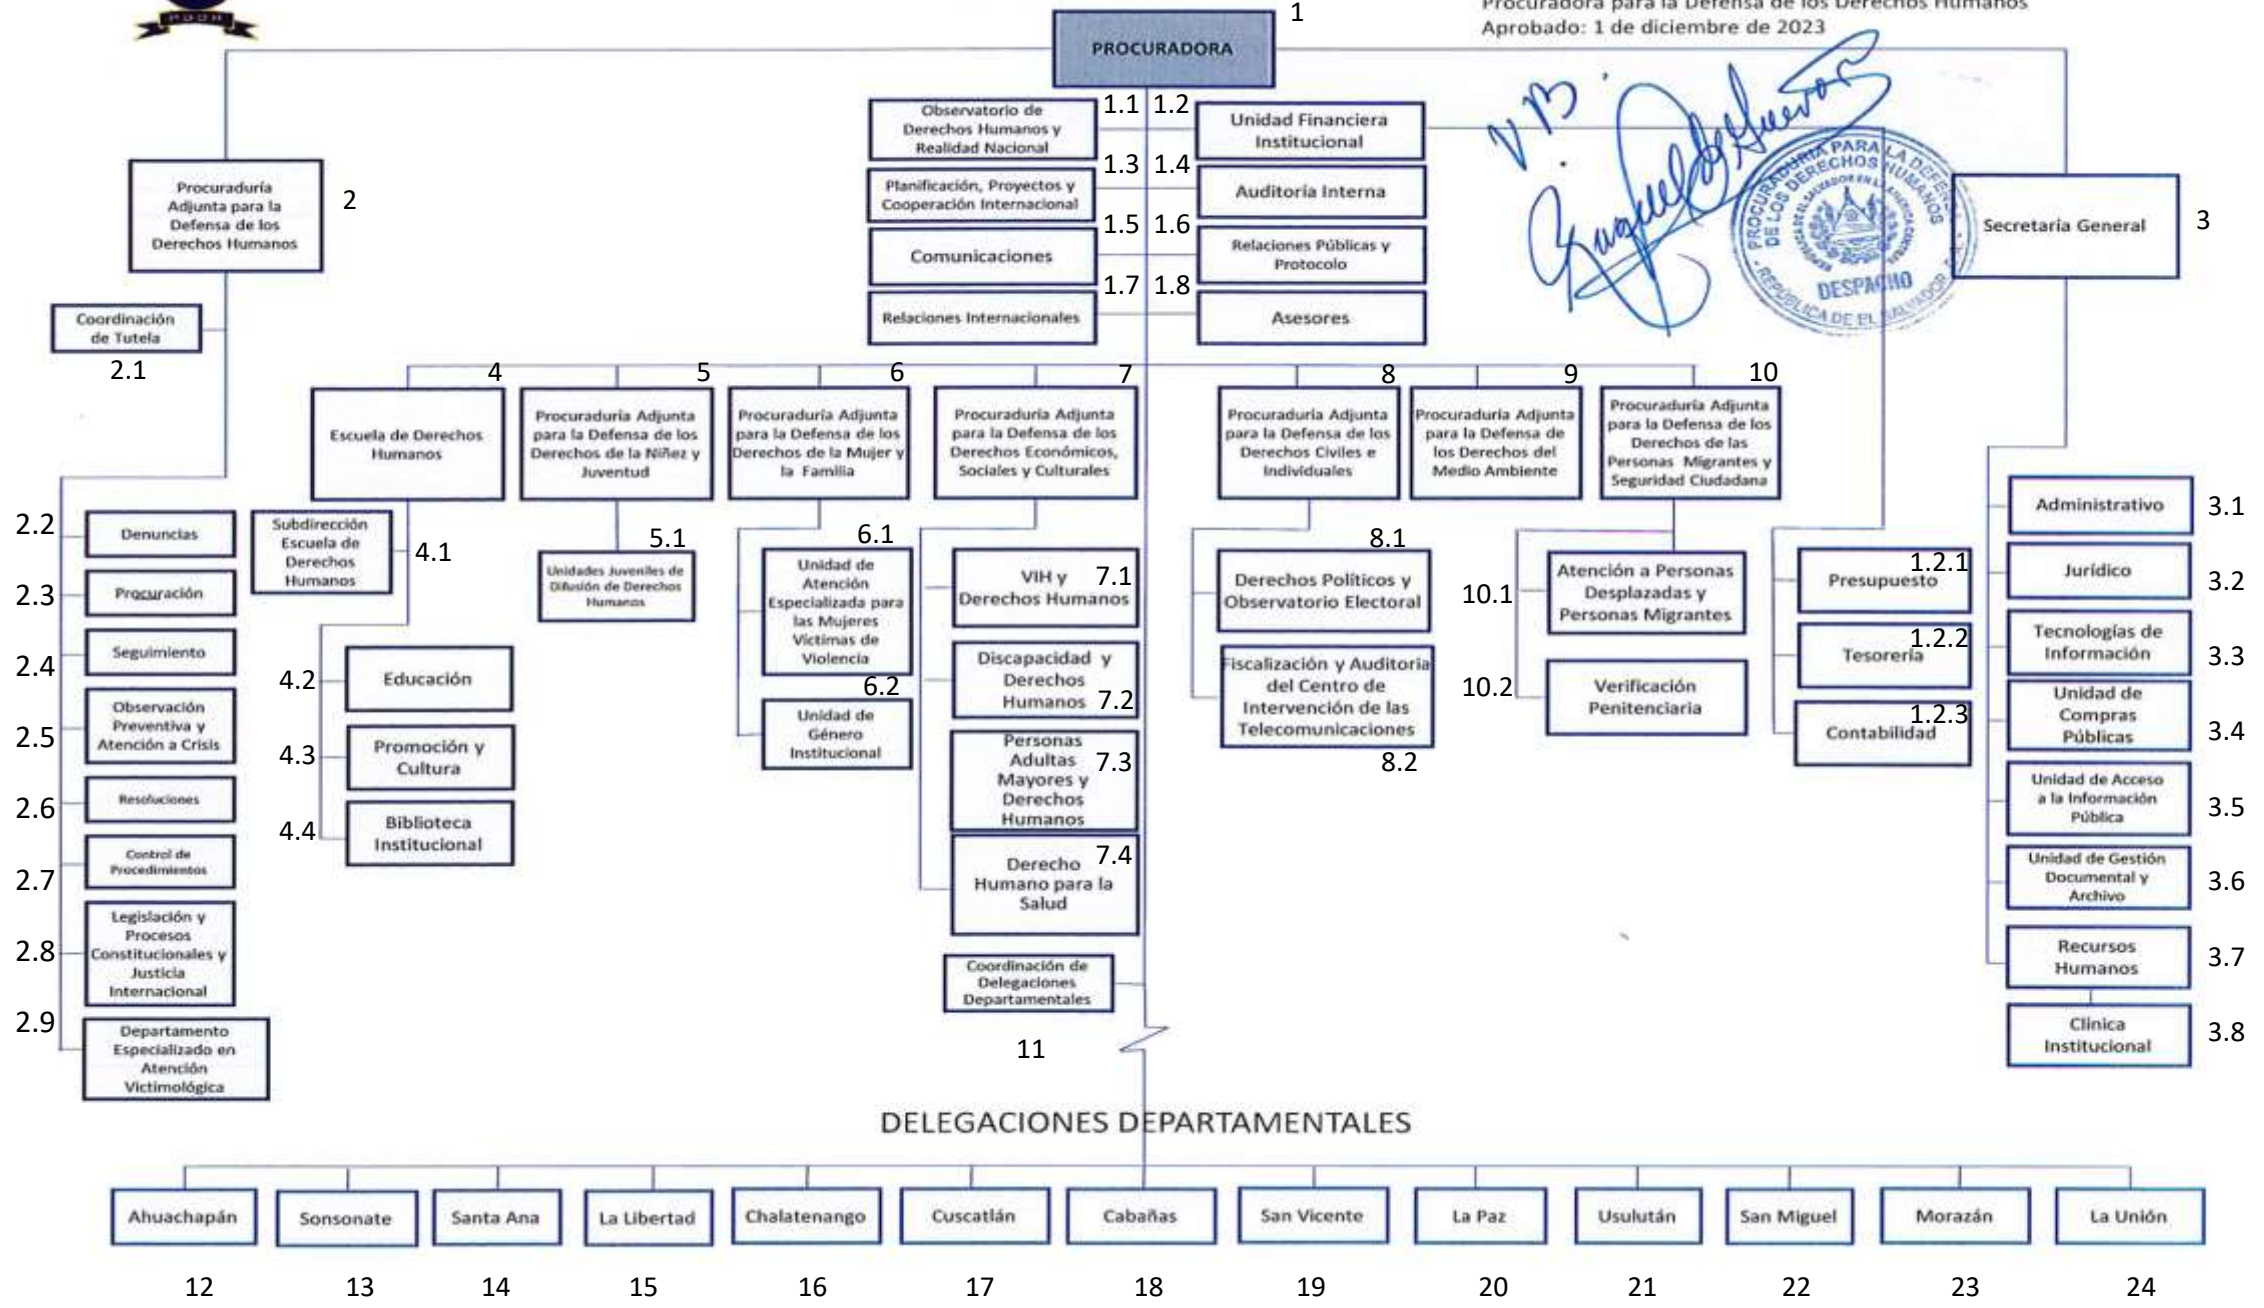 PDDH
Procuradora para la Defensa de los Derechos Humanos
Aprobado: 1 de diciembre de 2023
1
PROCURADORA
1.1
Observatorio de
Derechos Humanos y
Realidad Nacional
1.2
Unidad Financiera
Institucional
1.3
Planificación, Proyectos y
Cooperación Internacional
1.4
Auditoría Interna
1.5
Comunicaciones
1.6
Relaciones Públicas y
Protocolo
1.7
Relaciones Internacionales
1.8
Asesores
PROCURADURIA PARA LA DEFENSA
DE LOS DERECHOS HUMANOS
DESPACHO
REPÚBLICA DE EL SALVADOR
Procuraduría
Adjunta para la
Defensa de los
Derechos Humanos
2
Secretaría General
3
Coordinación
de Tutela
2.1
4
Escuela de Derechos
Humanos
5
Procuraduría Adjunta
para la Defensa de los
Derechos de la Niñez y
Juventud
6
Procuraduría Adjunta
para la Defensa de los
Derechos de la Mujer y
la Familia
7
Procuraduría Adjunta
para la Defensa de los
Derechos Económicos,
Sociales y Culturales
8
Procuraduría Adjunta
para la Defensa de los
Derechos Civiles e
Individuales
9
Procuraduría Adjunta
para la Defensa de
los Derechos del
Medio Ambiente
10
Procuraduría Adjunta
para la Defensa de los
Derechos de las
Personas Migrantes y
Seguridad Ciudadana
2.2
Denuncias
2.3
Procuración
2.4
Seguimiento
2.5
Observación
Preventiva y
Atención a Crisis
2.6
Resoluciones
2.7
Control de
Procedimientos
2.8
Legislación y
Procesos
Constitucionales y
Justicia
Internacional
2.9
Departamento
Especializado en
Atención
Victimológica
Subdirección
Escuela de
Derechos
Humanos
4.1
4.2
Educación
4.3
Promoción y
Cultura
4.4
Biblioteca
Institucional
5.1
Unidades Juveniles de
Difusión de Derechos
Humanos
6.1
Unidad de
Atención
Especializada para
las Mujeres
Víctimas de
Violencia
6.2
Unidad de
Género
Institucional
VIH y
Derechos Humanos
7.1
Discapacidad y
Derechos
Humanos
7.2
Personas
Adultas
Mayores y
Derechos
Humanos
7.3
Derecho
Humano para la
Salud
7.4
8.1
Derechos Políticos y
Observatorio Electoral
Fiscalización y Auditoria
del Centro de
Intervención de las
Telecomunicaciones
8.2
10.1
Atención a Personas
Desplazadas y
Personas Migrantes
10.2
Verificación
Penitenciaria
1.2.1
Presupuesto
1.2.2
Tesorería
1.2.3
Contabilidad
Administrativo
3.1
Jurídico
3.2
Tecnologías de
Información
3.3
Unidad de
Compras
Públicas
3.4
Unidad de Acceso
a la Información
Pública
3.5
Unidad de Gestión
Documental y
Archivo
3.6
Recursos
Humanos
3.7
Clínica
Institucional
3.8
Coordinación de
Delegaciones
Departamentales
11
DELEGACIONES DEPARTAMENTALES
Ahuachapán
Sonsonate
Santa Ana
La Libertad
Chalatenango
Cuscatlán
Cabañas
San Vicente
La Paz
Usulután
San Miguel
Morazán
La Unión
12
13
14
15
16
17
18
19
20
21
22
23
24